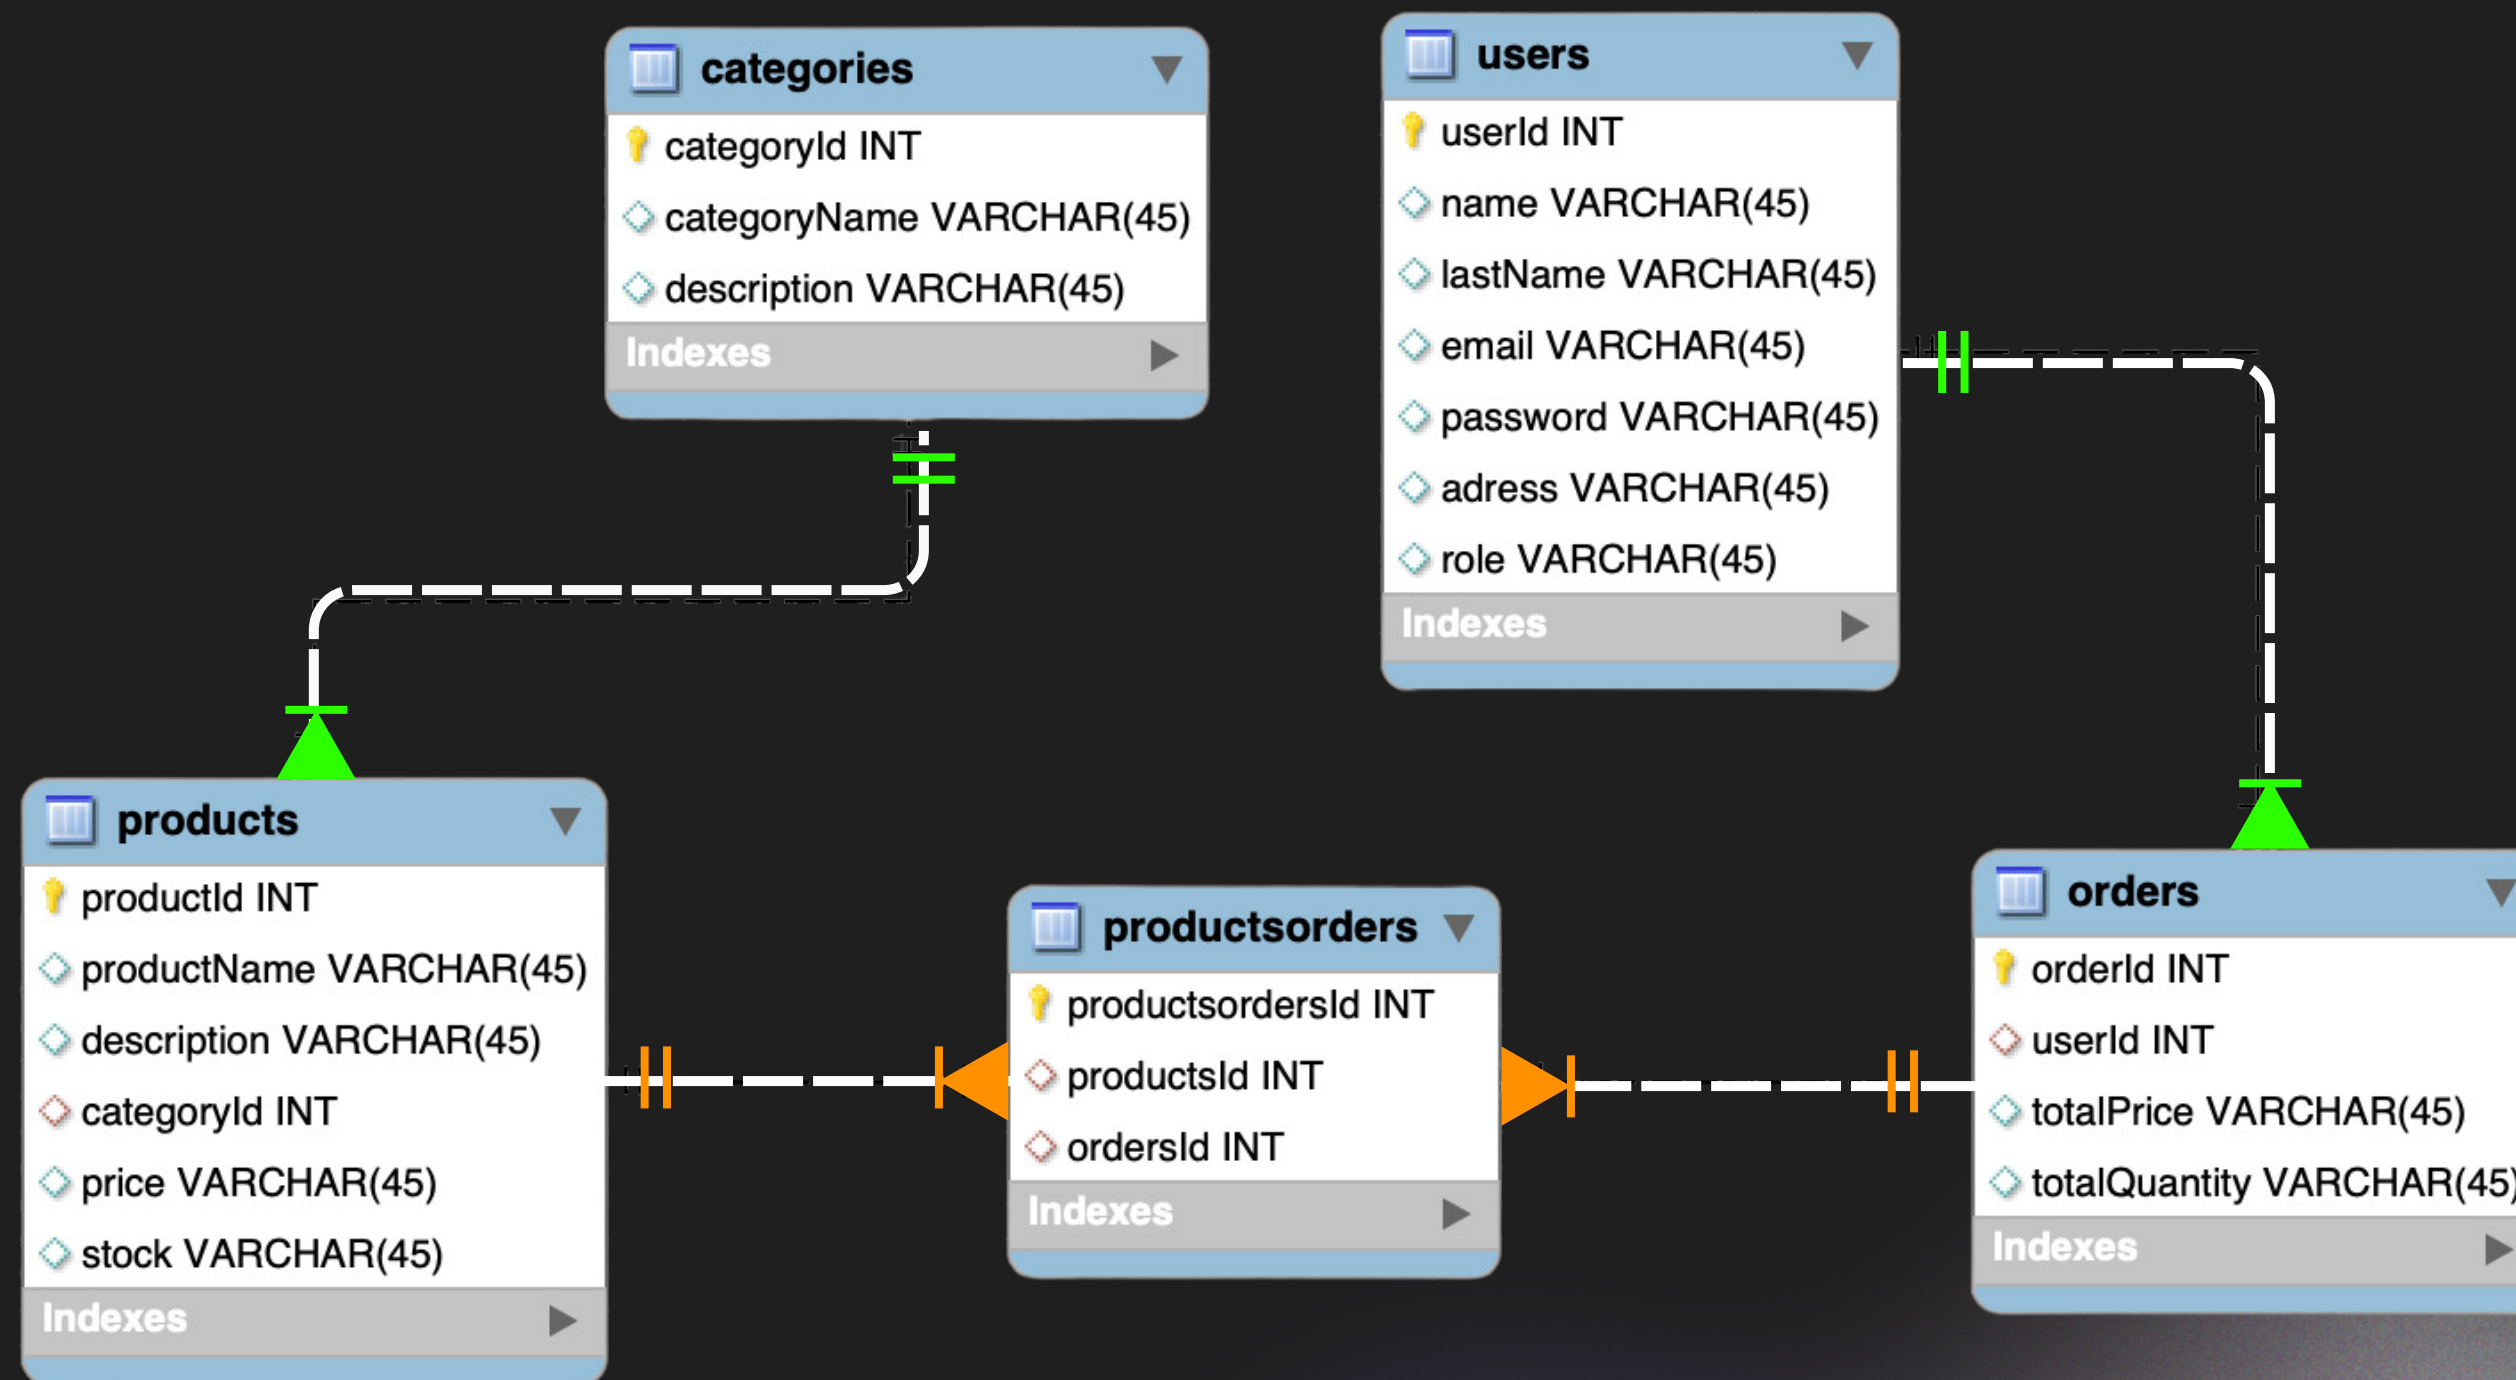 categories
categoryId INT
categoryName VARCHAR(45)
description VARCHAR(45)
Indexes
users
userId INT
name VARCHAR(45)
lastName VARCHAR(45)
email VARCHAR(45)
password VARCHAR(45)
adress VARCHAR(45)
role VARCHAR(45)
Indexes
products
productId INT
productName VARCHAR(45)
description VARCHAR(45)
categoryId INT
price VARCHAR(45)
stock VARCHAR(45)
Indexes
productsorders
productsordersId INT
productsId INT
ordersId INT
Indexes
orders
orderId INT
userId INT
totalPrice VARCHAR(45)
totalQuantity VARCHAR(45)
Indexes